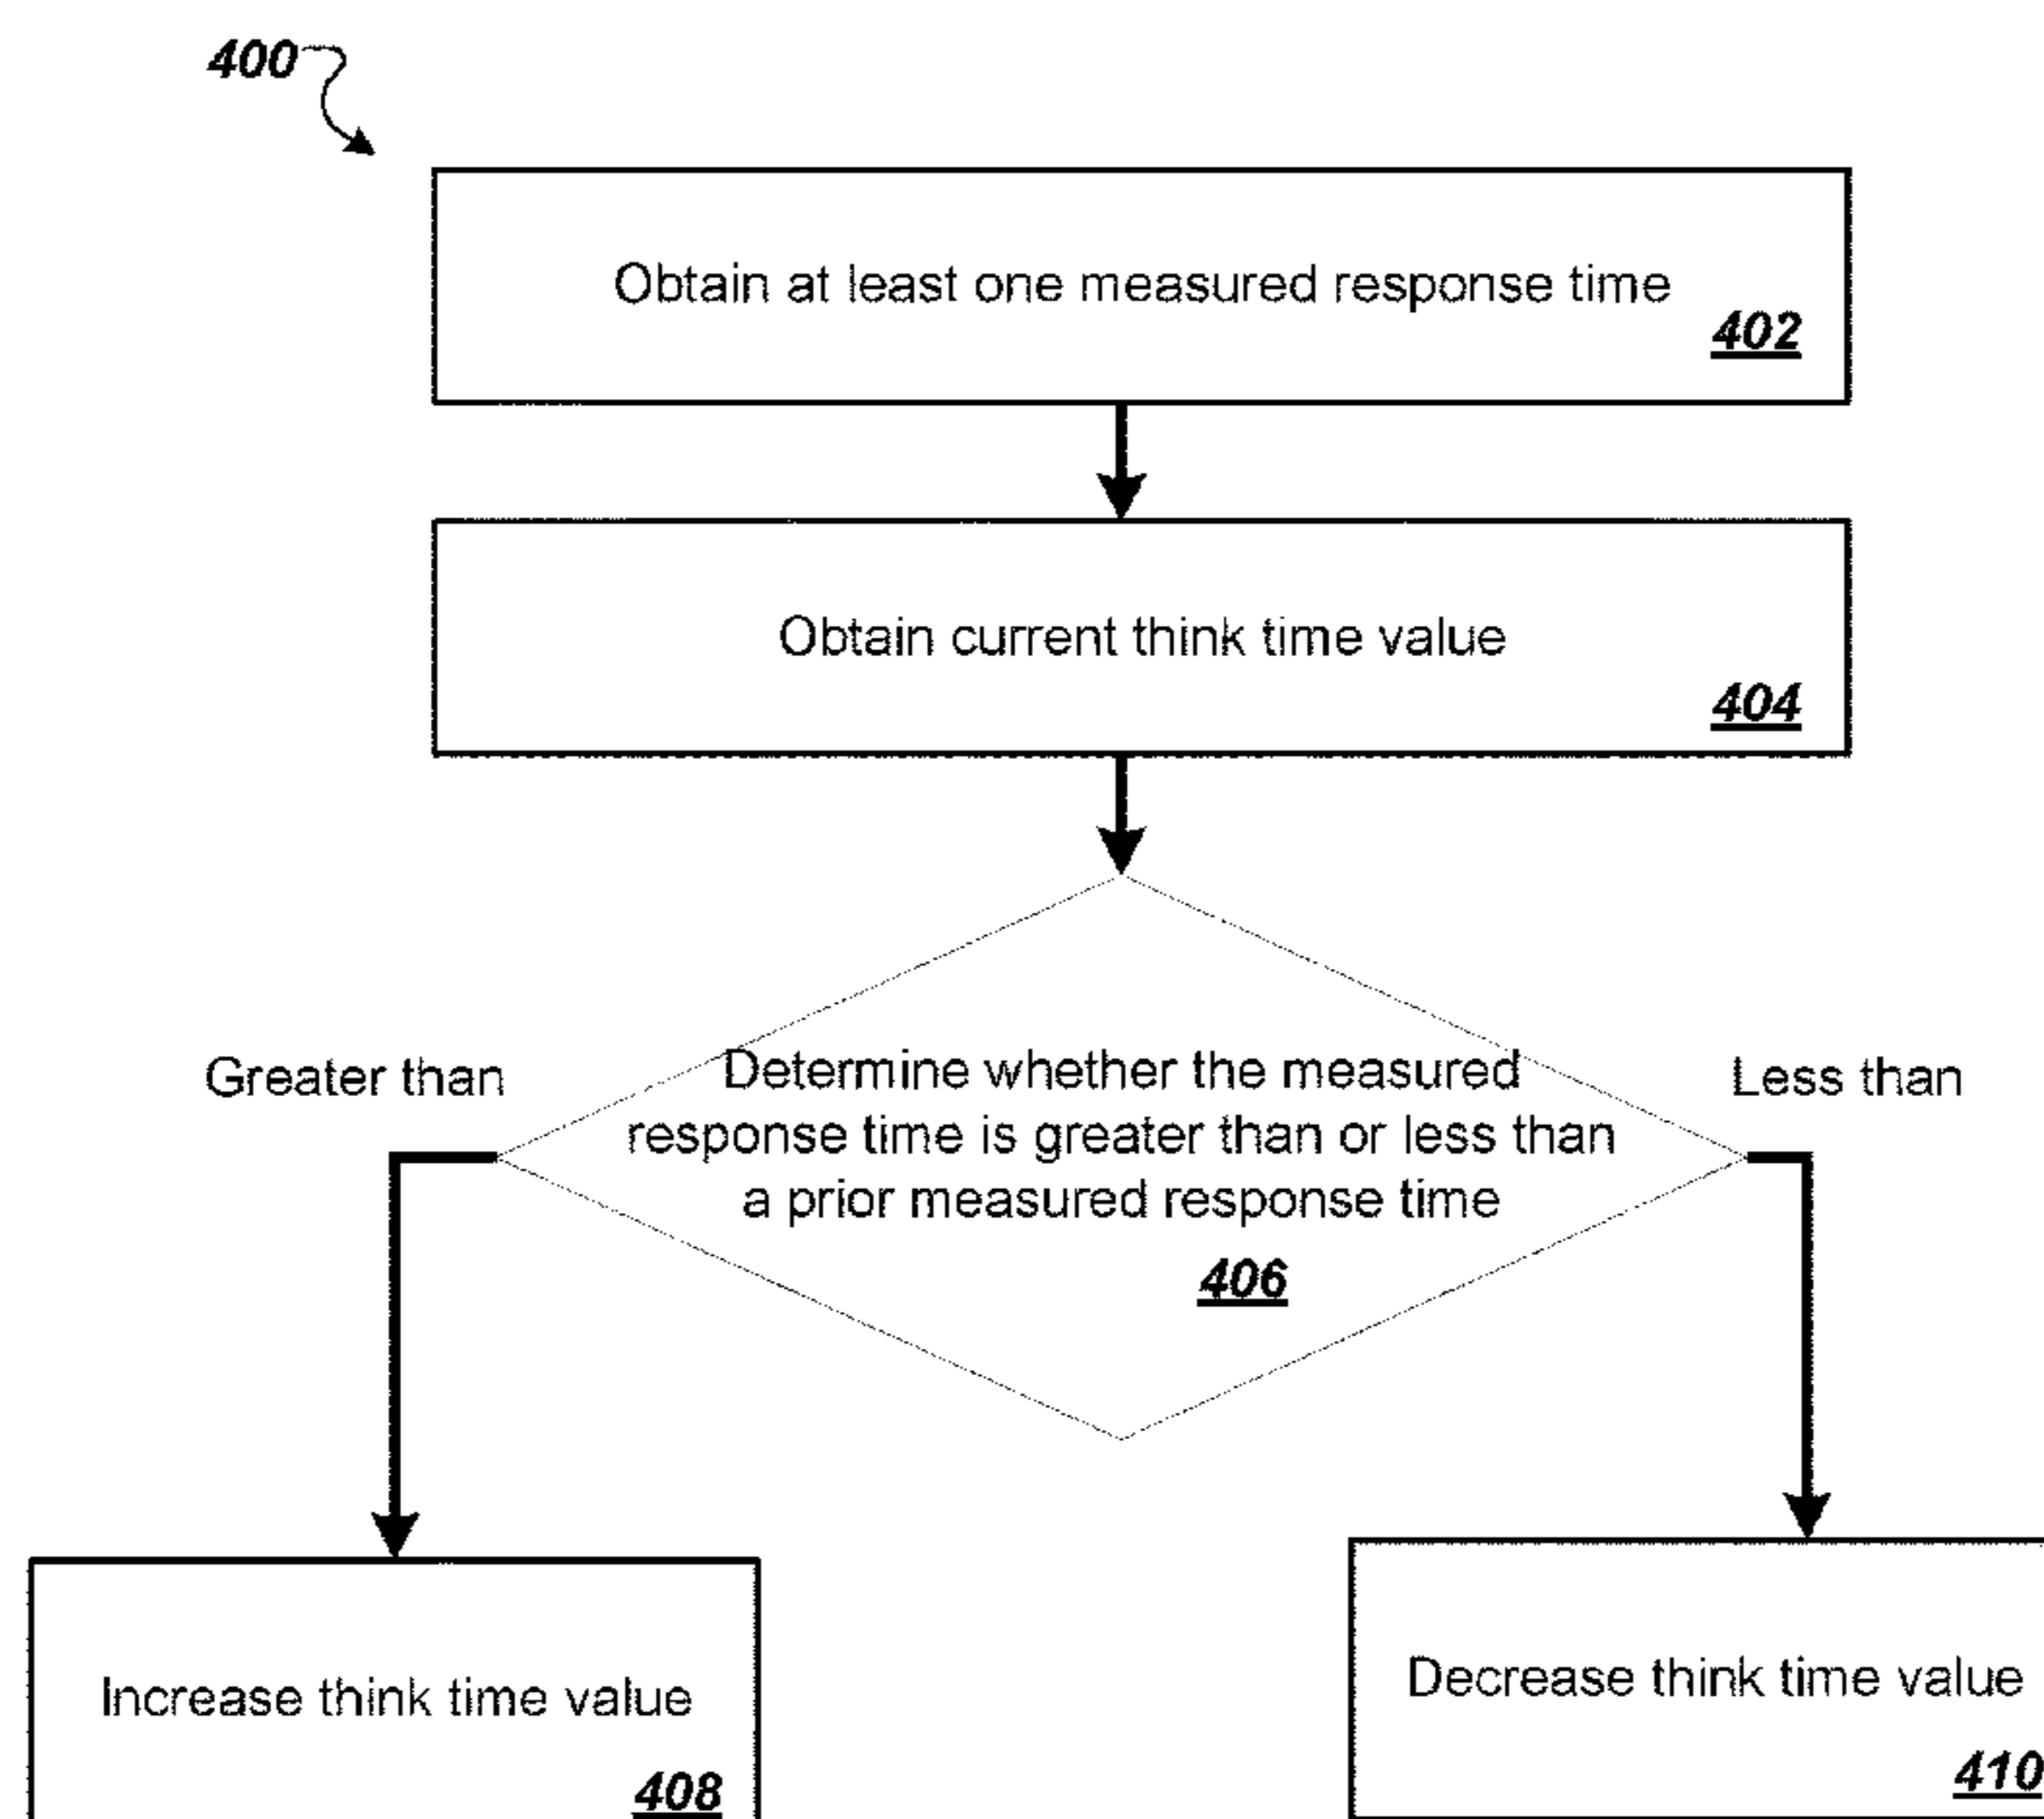 400
Obtain at least one measured response time
402
Obtain current think time value
404
Greater than
Less than
Determine whether the measured
response time is greater than or less than
a prior measured response time
406
Increase think time value
408
Decrease think time value
410